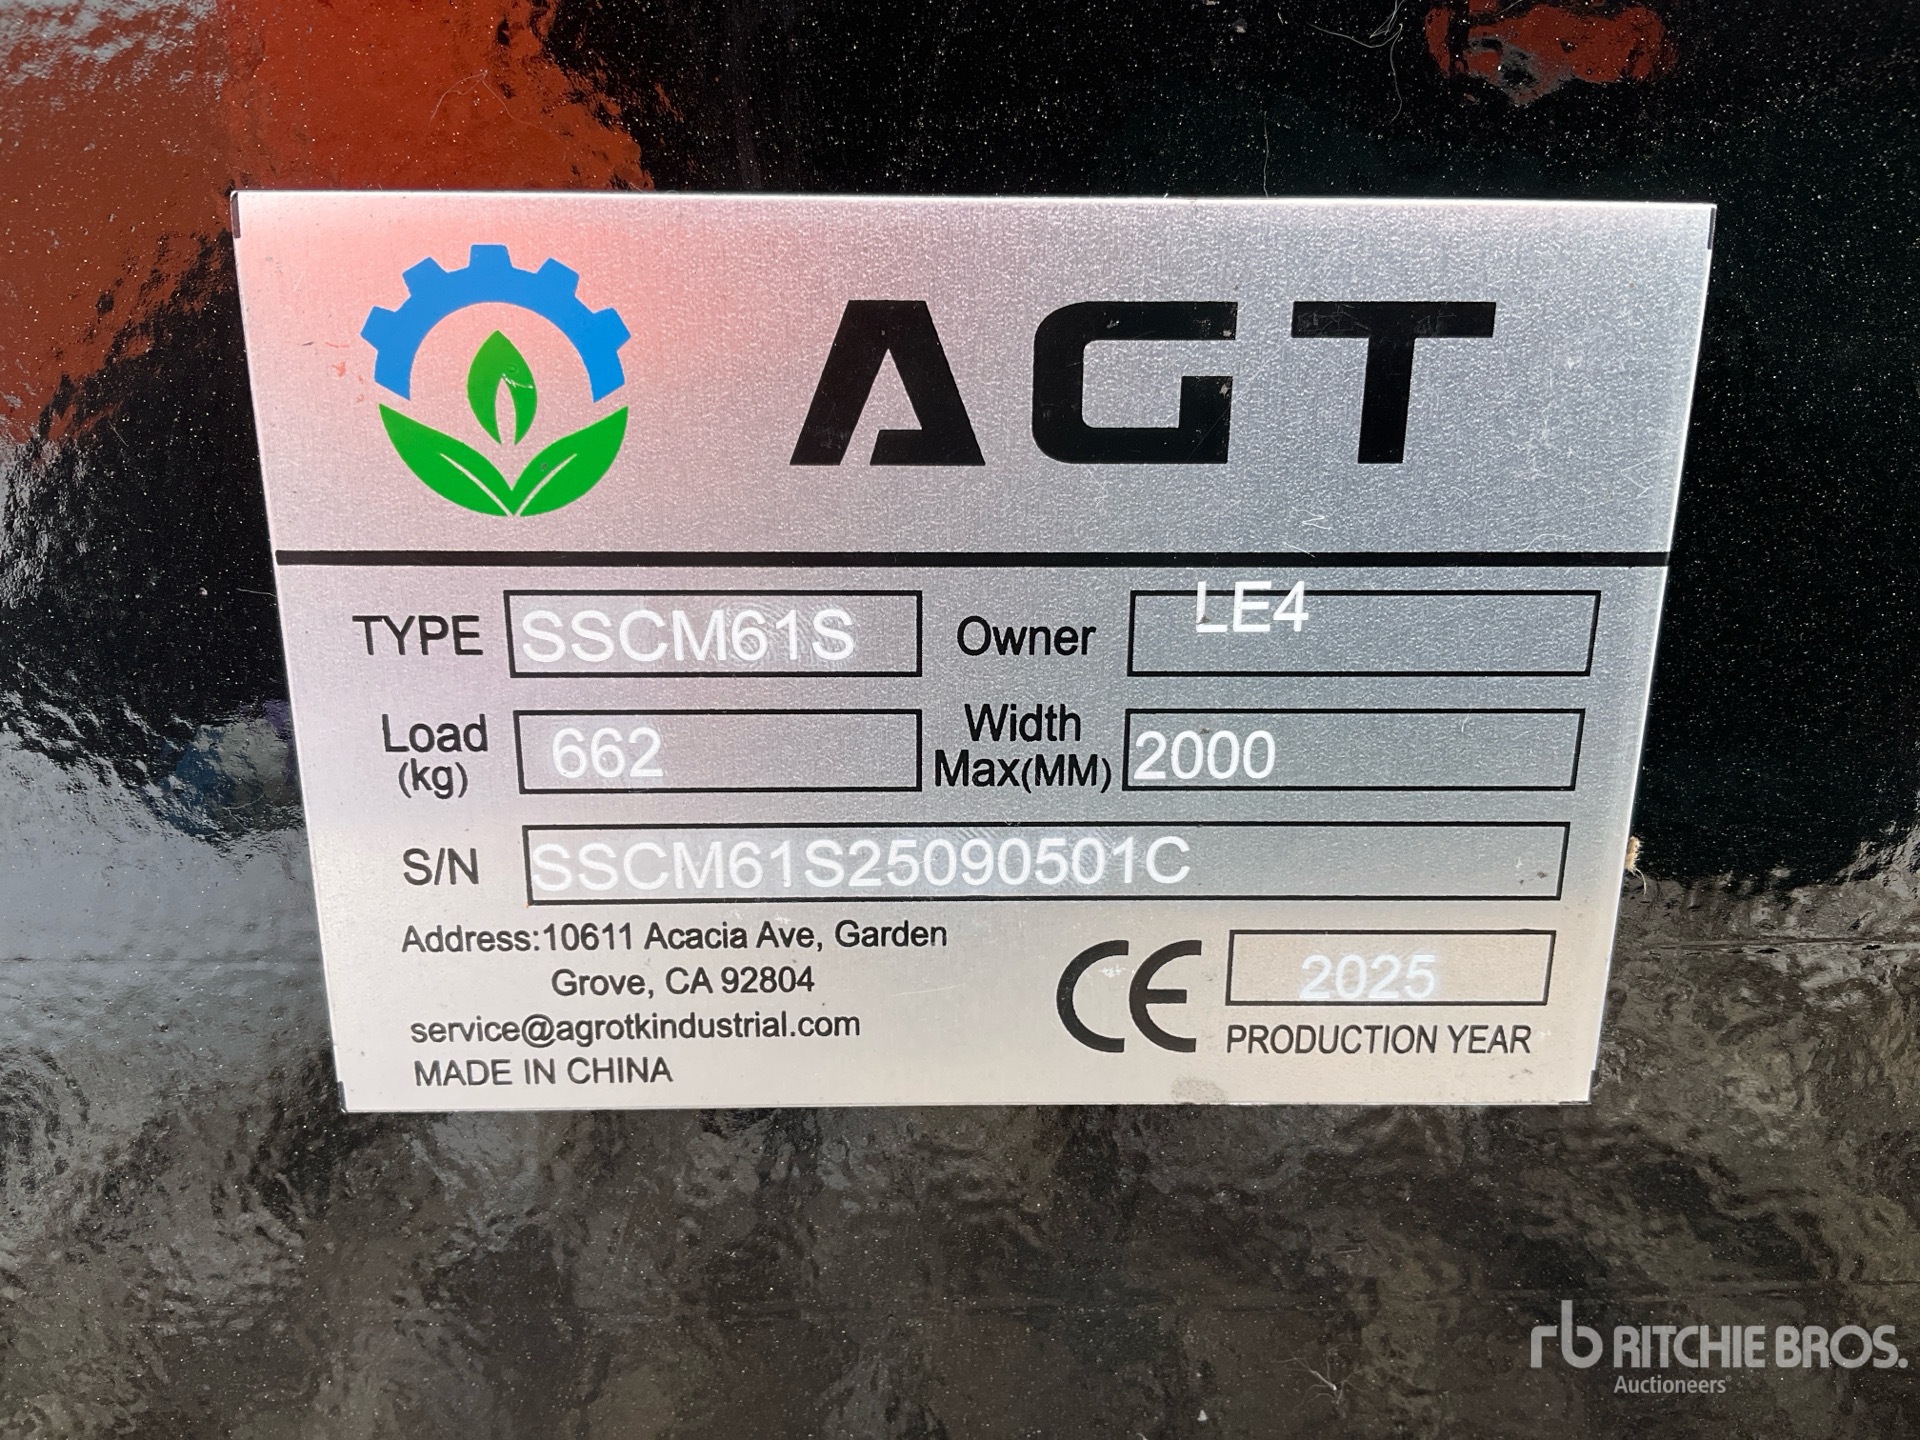 AGT
TYPE SSCM61S Owner LE4
Load (kg) 662 Width Max(MM) 2000
S/N SSCM61S25090501C
Address:10611 Acacia Ave, Garden
Grove, CA 92804
service@agrotkindustrial.com
MADE IN CHINA
CE 2025
PRODUCTION YEAR
rb RITCHIE BROS.
Auctioneers